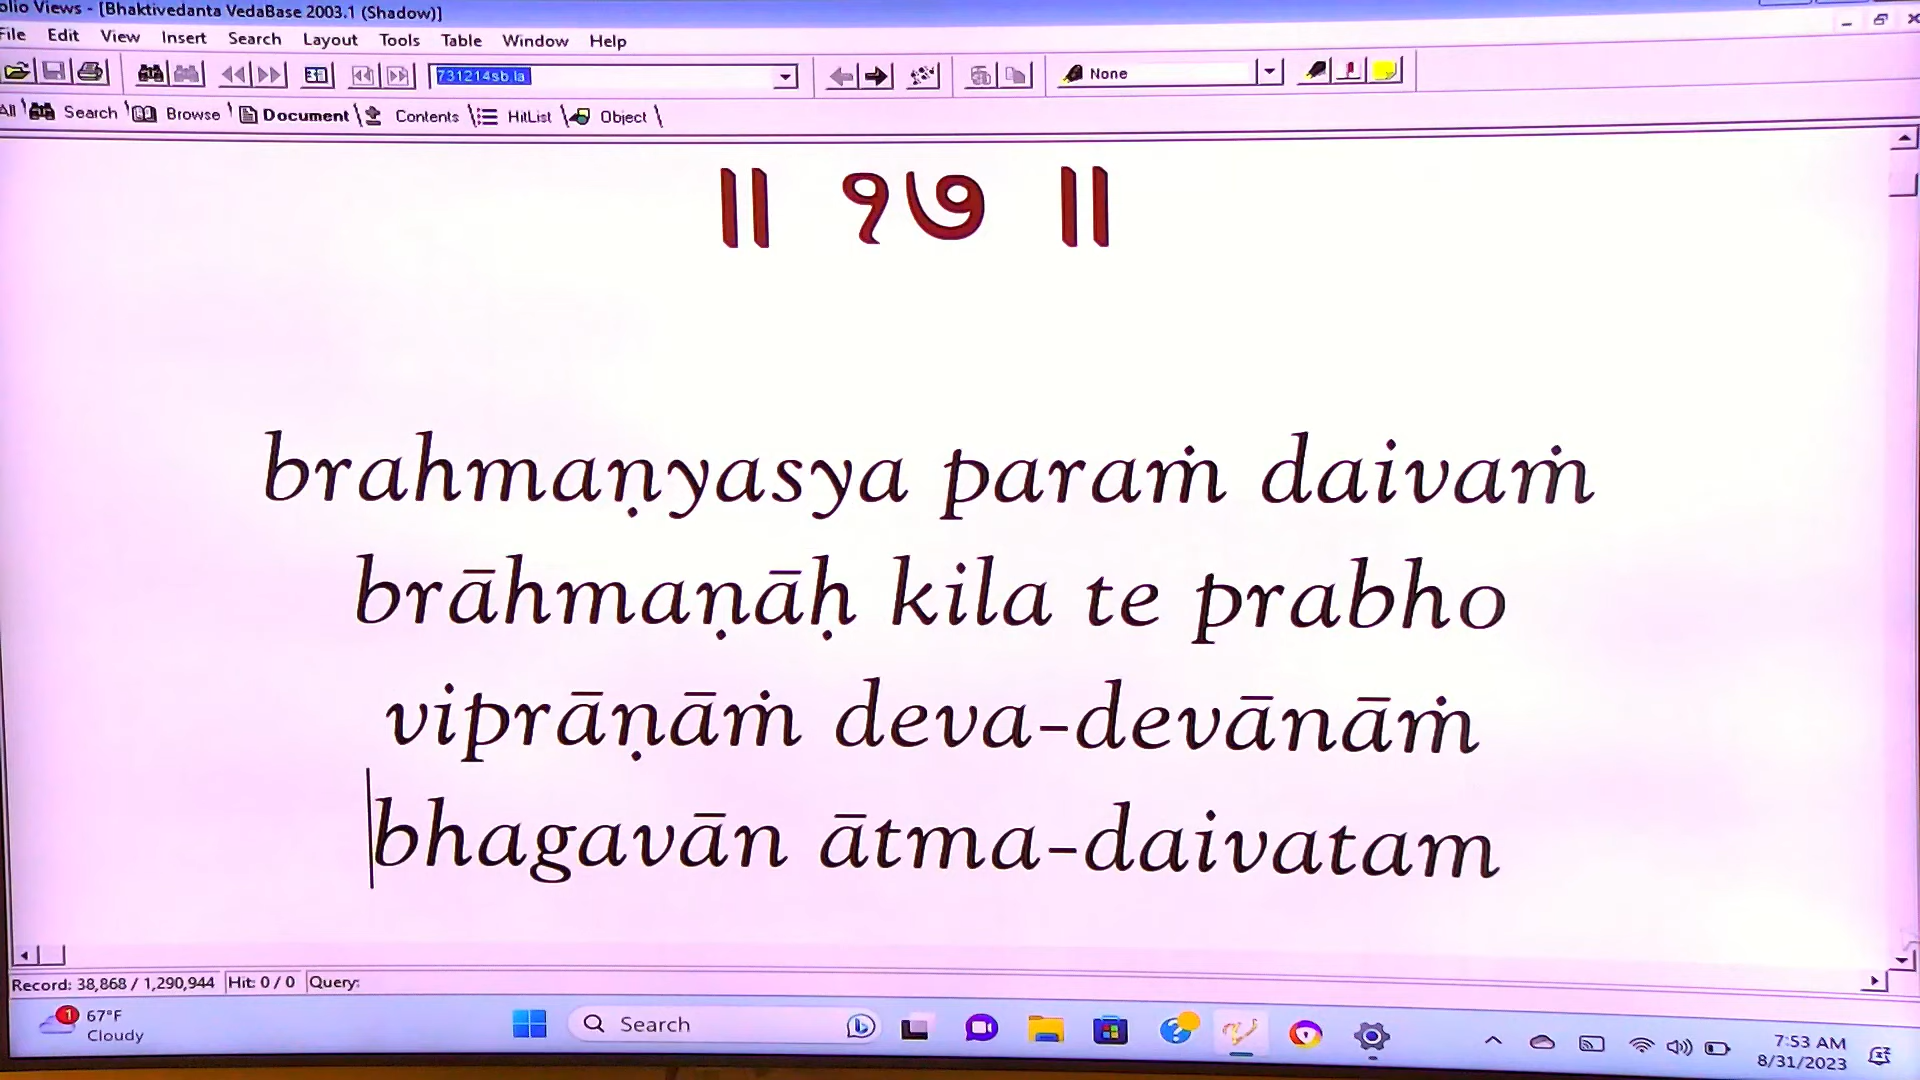 olio Views - [Bhaktivedanta VedaBase 2003.1 (Shadow)]
File Edit View Insert Search Layout Tools Table Window Help
731214sb.la
None
All Search Browse Document Contents HitList Object
॥ १७ ॥
brahmaṇyasya paraṁ daivaṁ
brāhmaṇāḥ kila te prabho
viprāṇāṁ deva-devānāṁ
bhagavān ātma-daivatam
Record: 38,868 / 1,290,944 Hit: 0 / 0 Query:
1 67°F
Cloudy
Search
7:53 AM
8/31/2023